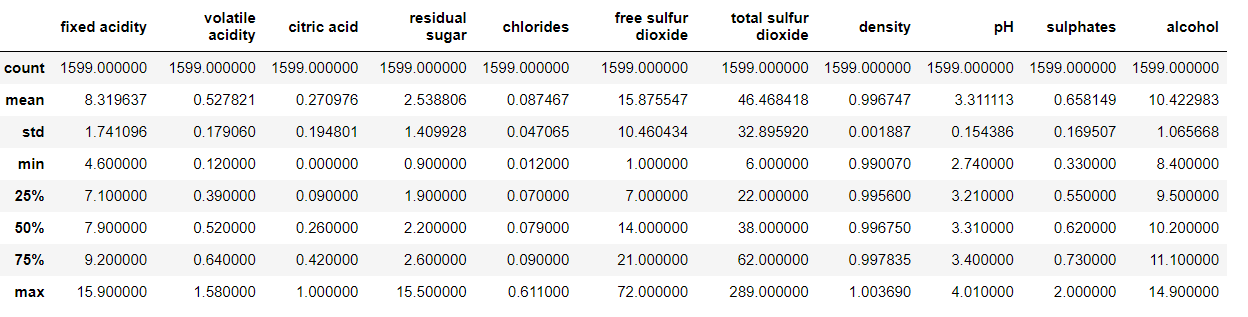 fixed acidity volatile acidity citric acid residual sugar chlorides free sulfur dioxide total sulfur dioxide density pH sulphates alcohol
count 1599.000000 1599.000000 1599.000000 1599.000000 1599.000000 1599.000000 1599.000000 1599.000000 1599.000000 1599.000000 1599.000000
mean 8.319637 0.527821 0.270976 2.538806 0.087467 15.875547 46.468418 0.996747 3.311113 0.658149 10.422983
std 1.741096 0.179060 0.194801 1.409928 0.047065 10.460434 32.895920 0.001887 0.154386 0.169507 1.065668
min 4.600000 0.120000 0.000000 0.900000 0.012000 1.000000 6.000000 0.990070 2.740000 0.330000 8.400000
25% 7.100000 0.390000 0.090000 1.900000 0.070000 7.000000 22.000000 0.995600 3.210000 0.550000 9.500000
50% 7.900000 0.520000 0.260000 2.200000 0.079000 14.000000 38.000000 0.996750 3.310000 0.620000 10.200000
75% 9.200000 0.640000 0.420000 2.600000 0.090000 21.000000 62.000000 0.997835 3.400000 0.730000 11.100000
max 15.900000 1.580000 1.000000 15.500000 0.611000 72.000000 289.000000 1.003690 4.010000 2.000000 14.900000